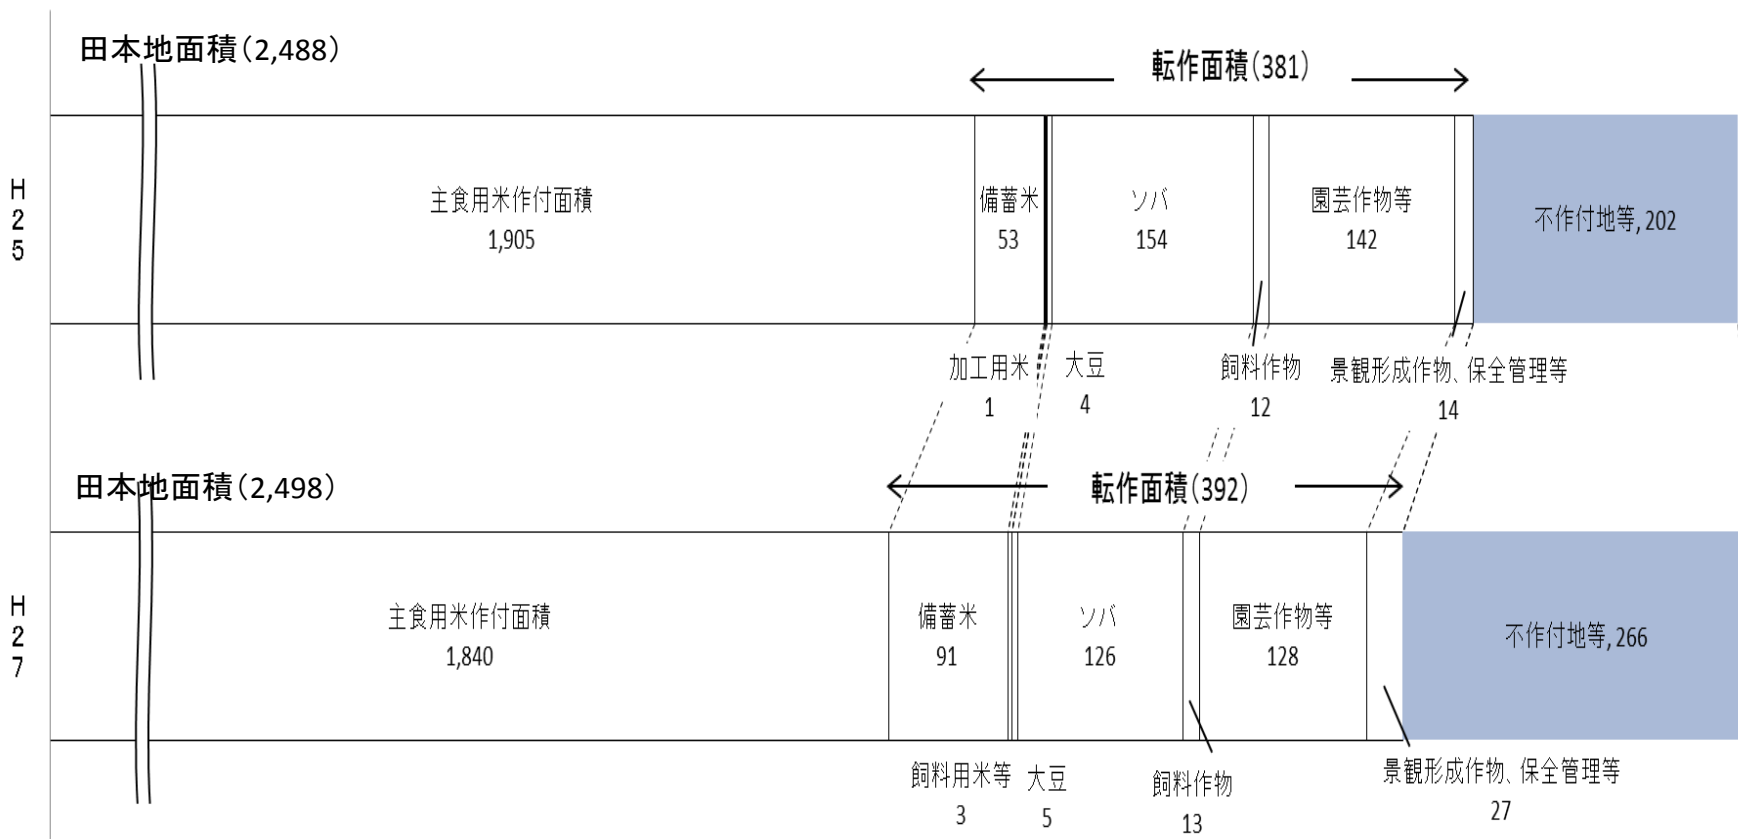 田本地面積(2,488)
転作面積(381)
H25
主食用米作付面積
1,905
備蓄米
53
ソバ
154
園芸作物等
142
不作付地等, 202
加工用米
1
大豆
4
飼料作物
12
景観形成作物、保全管理等
14
田本地面積(2,498)
転作面積(392)
H27
主食用米作付面積
1,840
備蓄米
91
ソバ
126
園芸作物等
128
不作付地等, 266
飼料用米等
3
大豆
5
飼料作物
13
景観形成作物、保全管理等
27